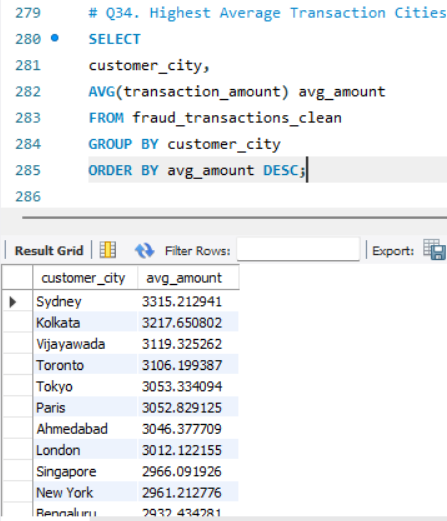 279 # Q34. Highest Average Transaction Cities
280 SELECT
281 customer_city,
282 AVG(transaction_amount) avg_amount
283 FROM fraud_transactions_clean
284 GROUP BY customer_city
285 ORDER BY avg_amount DESC;
286
Result Grid Filter Rows: Export:
customer_city avg_amount
Sydney 3315.212941
Kolkata 3217.650802
Vijayawada 3119.325262
Toronto 3106.199387
Tokyo 3053.334094
Paris 3052.829125
Ahmedabad 3046.377709
London 3012.122155
Singapore 2966.091926
New York 2961.212776
Bengaluru 2932.434281